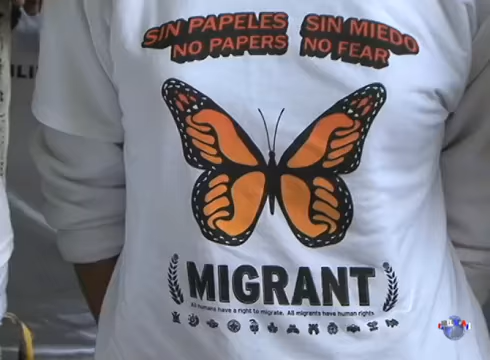 SIN PAPELES SIN MIEDO
NO PAPERS NO FEAR
MIGRANT
All humans have a right to migrate. All migrants have human rights